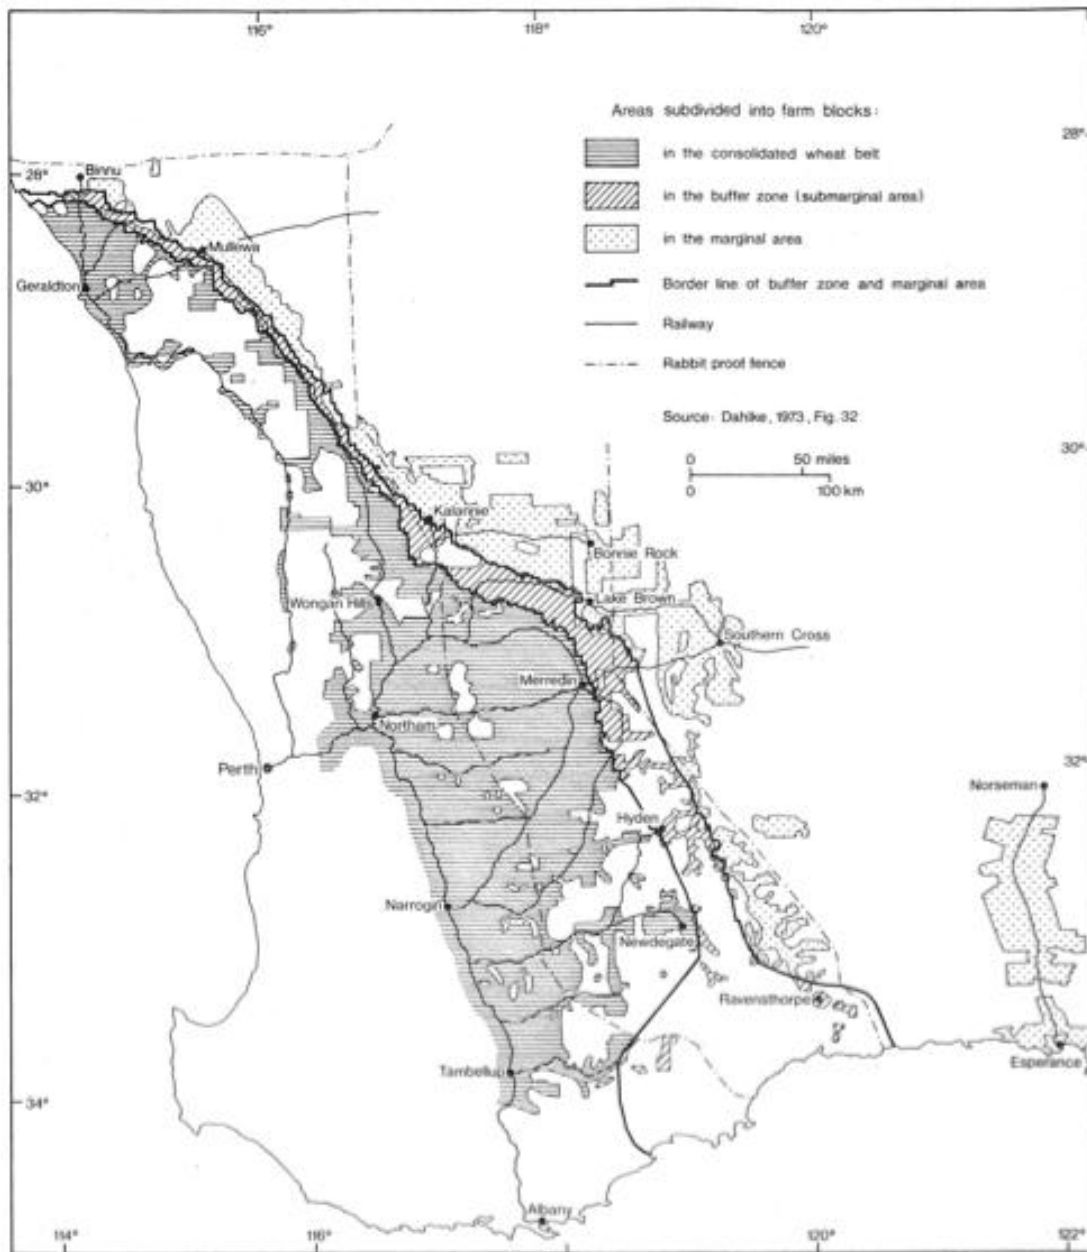 116°
118°
120°
Areas subdivided into farm blocks:
28°
in the consolidated wheat belt
Binnu
28°
in the buffer zone (submarginal area)
in the marginal area
Mullewa
Geraldton
Border line of buffer zone and marginal area
Railway
Rabbit proof fence
Source: Dahlke, 1973, Fig. 32
30°
0 50 miles
0 100 km
30°
Kalannie
Bonnie Rock
Wongan Hills
Lake Brown
Southern Cross
Merredin
Northam
Perth
32°
Norseman
32°
Hyden
Narrogin
Newdegate
Ravensthorpe
Esperance
Tambellup
34°
Albany
114°
116°
120°
122°